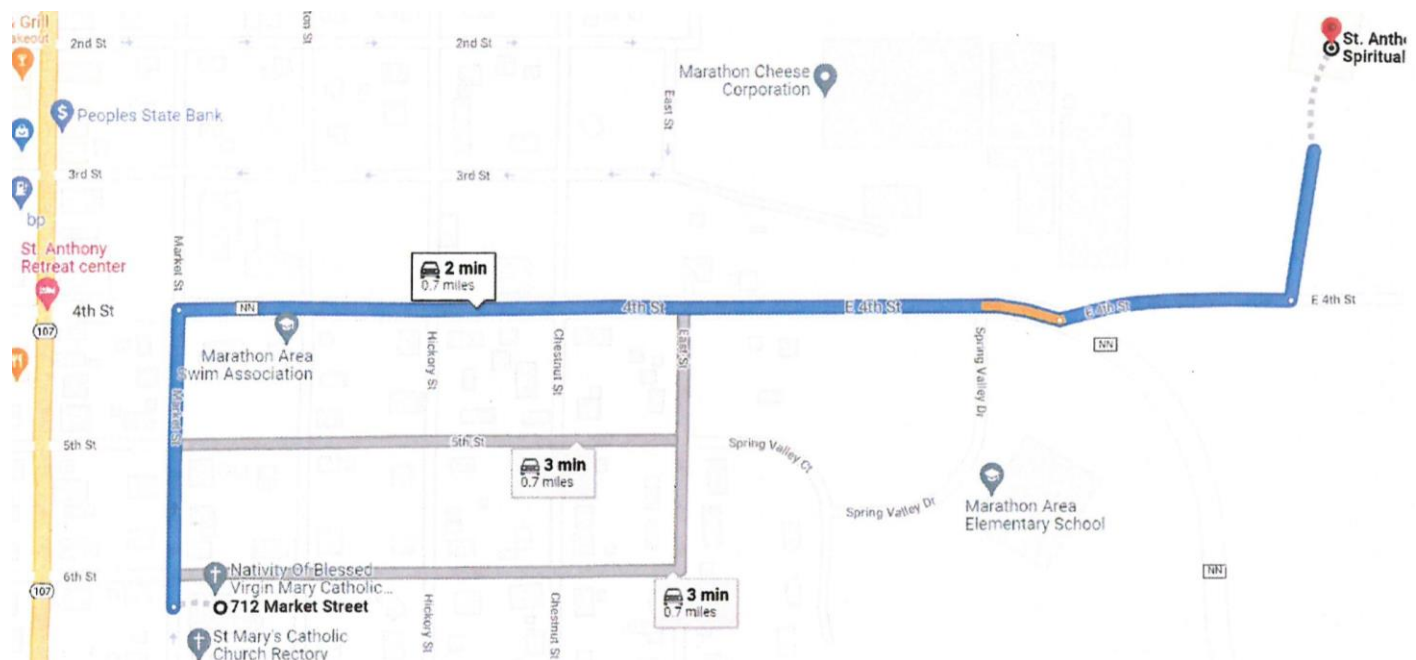 & Grill
akeout
2nd St
2nd St
ton St
East St
Marathon Cheese
Corporation
St. Anth
Spiritual
Peoples State Bank
3rd St
3rd St
bp
St. Anthony
Retreat center
Market St
2 min
0.7 miles
4th St
NN
4th St
E 4th St
E 4th St
E 4th St
107
Marathon Area
Swim Association
Hickory St
Chestnut St
East St
Spring Valley Dr
NN
Market St
5th St
5th St
3 min
0.7 miles
Spring Valley Ct
Spring Valley Dr
Marathon Area
Elementary School
6th St
107
Nativity Of Blessed
Virgin Mary Catholic...
712 Market Street
3 min
0.7 miles
NN
Hickory St
Chestnut St
St Mary's Catholic
Church Rectory